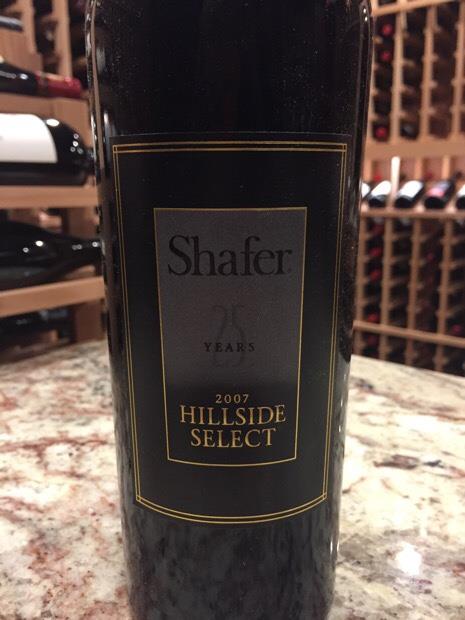 Shafer
25
YEARS
2007
HILLSIDE
SELECT